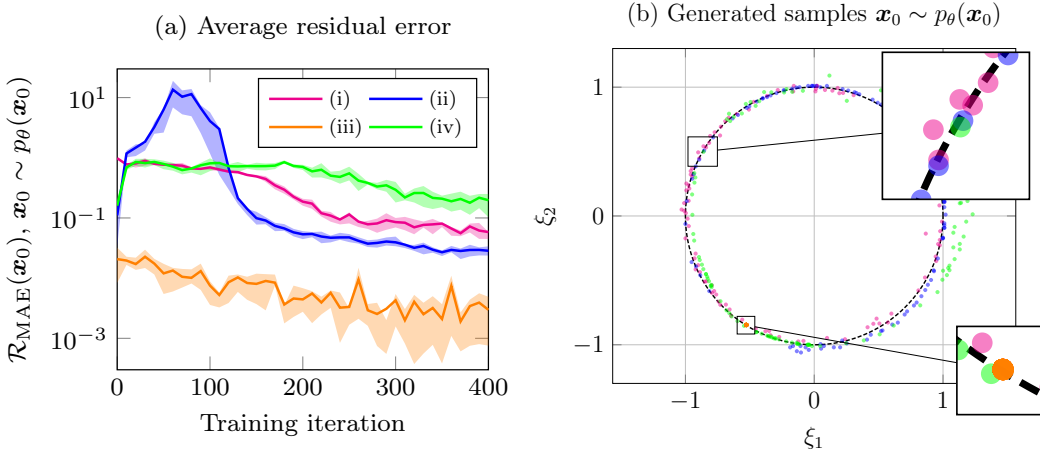 (a) Average residual error
10¹
10⁻¹
10⁻³
0
100
200
300
400
(i)
(ii)
(iii)
(iv)
Training iteration
ℛ_MAE(𝒙₀), 𝒙₀ ∼ p_θ(𝒙₀)
(b) Generated samples 𝒙₀ ∼ p_θ(𝒙₀)
1
0
−1
−1
0
1
ξ₁
ξ₂